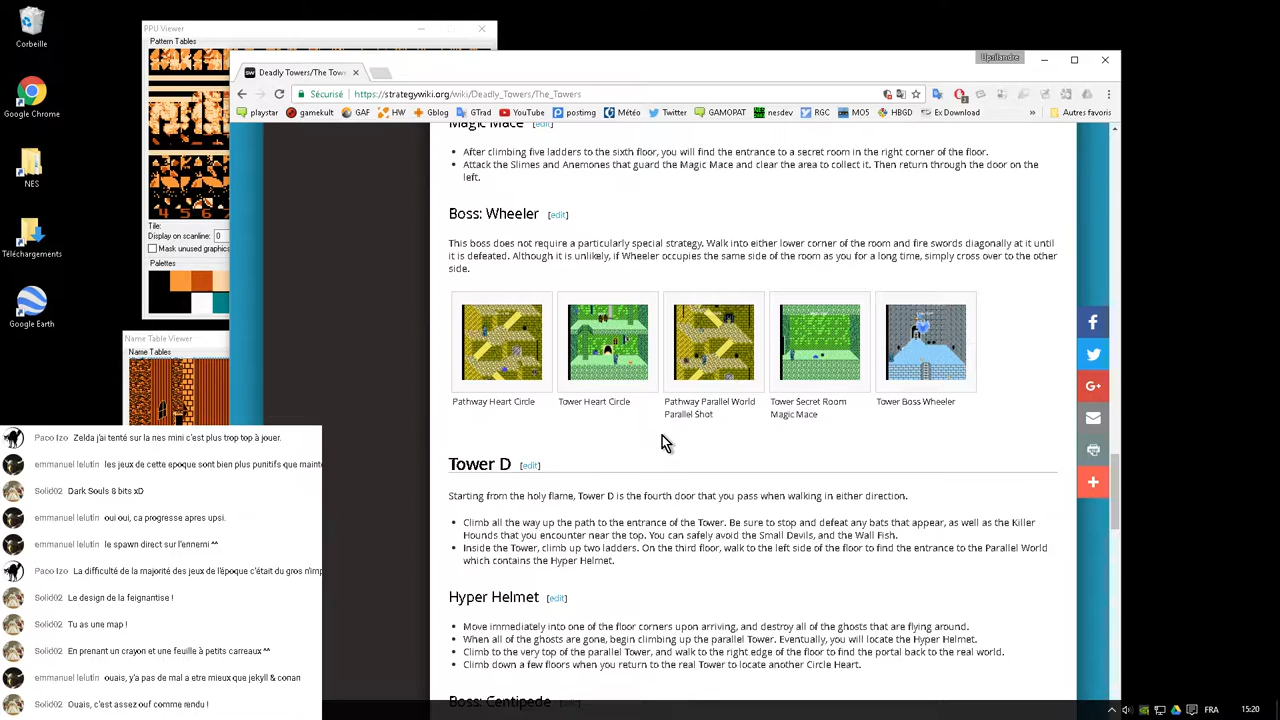 Corbeille
Google Chrome
NES
Téléchargements
Google Earth
PPU Viewer
Pattern Tables
4 5 6
Tile:
Display on scanline: 0
Mask unused graphics
Palettes
Name Table Viewer
Name Tables
Upsilandre
Deadly Towers/The Tow
Sécurisé https://strategywiki.org/wiki/Deadly_Towers/The_Towers
playstar gamekult GAF HW Gblog GTrad YouTube postimg Météo Twitter GAMOPAT nesdev RGC MO5 HBGD Ex Download » Autres favoris
Magic Mace [edit]
After climbing five ladders to the sixth floor, you will find the entrance to a secret room in the right corner of the floor.
Attack the Slimes and Anemones that guard the Magic Mace and clear the area to collect it. Then return through the door on the
left.
Boss: Wheeler [edit]
This boss does not require a particularly special strategy. Walk into either lower corner of the room and fire swords diagonally at it until
it is defeated. Although it is unlikely, if Wheeler occupies the same side of the room as you for a long time, simply cross over to the other
side.
Pathway Heart Circle
Tower Heart Circle
Pathway Parallel World
Parallel Shot
Tower Secret Room
Magic Mace
Tower Boss Wheeler
Tower D [edit]
Starting from the holy flame, Tower D is the fourth door that you pass when walking in either direction.
Climb all the way up the path to the entrance of the Tower. Be sure to stop and defeat any bats that appear, as well as the Killer
Hounds that you encounter near the top. You can safely avoid the Small Devils, and the Wall Fish.
Inside the Tower, climb up two ladders. On the third floor, walk to the left side of the floor to find the entrance to the Parallel World
which contains the Hyper Helmet.
Hyper Helmet [edit]
Move immediately into one of the floor corners upon arriving, and destroy all of the ghosts that are flying around.
When all of the ghosts are gone, begin climbing up the parallel Tower. Eventually, you will locate the Hyper Helmet.
Climb to the very top of the parallel Tower, and walk to the right edge of the floor to find the portal back to the real world.
Climb down a few floors when you return to the real Tower to locate another Circle Heart.
Boss: Centipede [edit]
Paco Izo Zelda j'ai tenté sur la nes mini c'est plus trop top à jouer.
emmanuel lelutin les jeux de cette epoque sont bien plus punitifs que mainte
Solid02 Dark Souls 8 bits xD
emmanuel lelutin oui oui, ca progresse apres upsi.
emmanuel lelutin le spawn direct sur l'ennemi ^^
Paco Izo La difficulté de la majorité des jeux de l'époque c'était du gros n'imp
Solid02 Le design de la feignantise !
Solid02 Tu as une map !
Solid02 En prenant un crayon et une feuille à petits carreaux ^^
emmanuel lelutin ouais, y'a pas de mal a etre mieux que jekyll & conan
Solid02 Ouais, c'est assez ouf comme rendu !
FRA 15:20